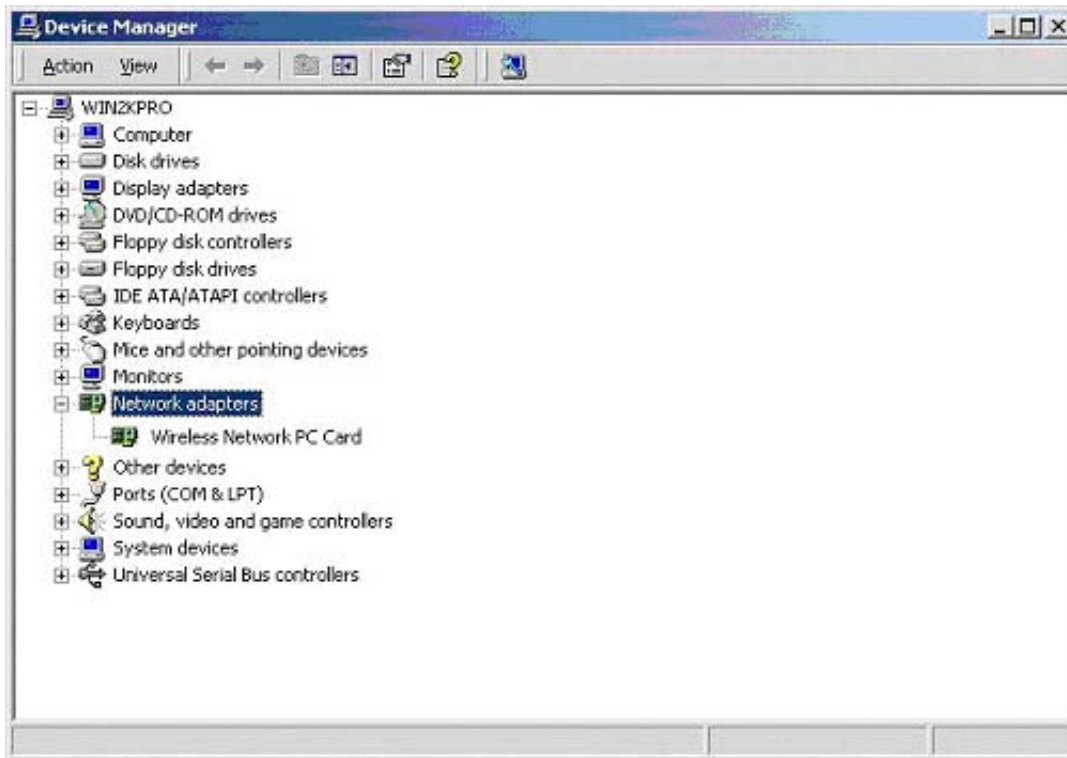 Device Manager
Action View
WIN2KPRO
Computer
Disk drives
Display adapters
DVD/CD-ROM drives
Floppy disk controllers
Floppy disk drives
IDE ATA/ATAPI controllers
Keyboards
Mice and other pointing devices
Monitors
Network adapters
Wireless Network PC Card
Other devices
Ports (COM & LPT)
Sound, video and game controllers
System devices
Universal Serial Bus controllers